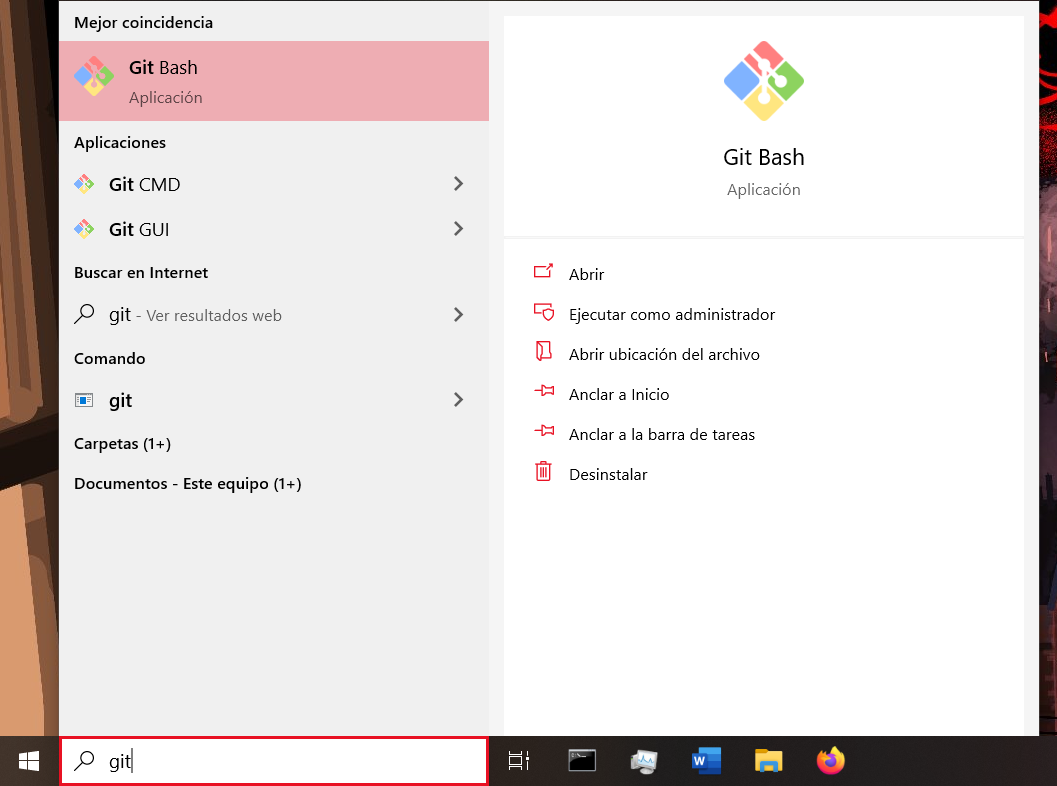 Mejor coincidencia
Git Bash
Aplicación
Aplicaciones
Git CMD
Git GUI
Buscar en Internet
git - Ver resultados web
Comando
git
Carpetas (1+)
Documentos - Este equipo (1+)
Git Bash
Aplicación
Abrir
Ejecutar como administrador
Abrir ubicación del archivo
Anclar a Inicio
Anclar a la barra de tareas
Desinstalar
git
W